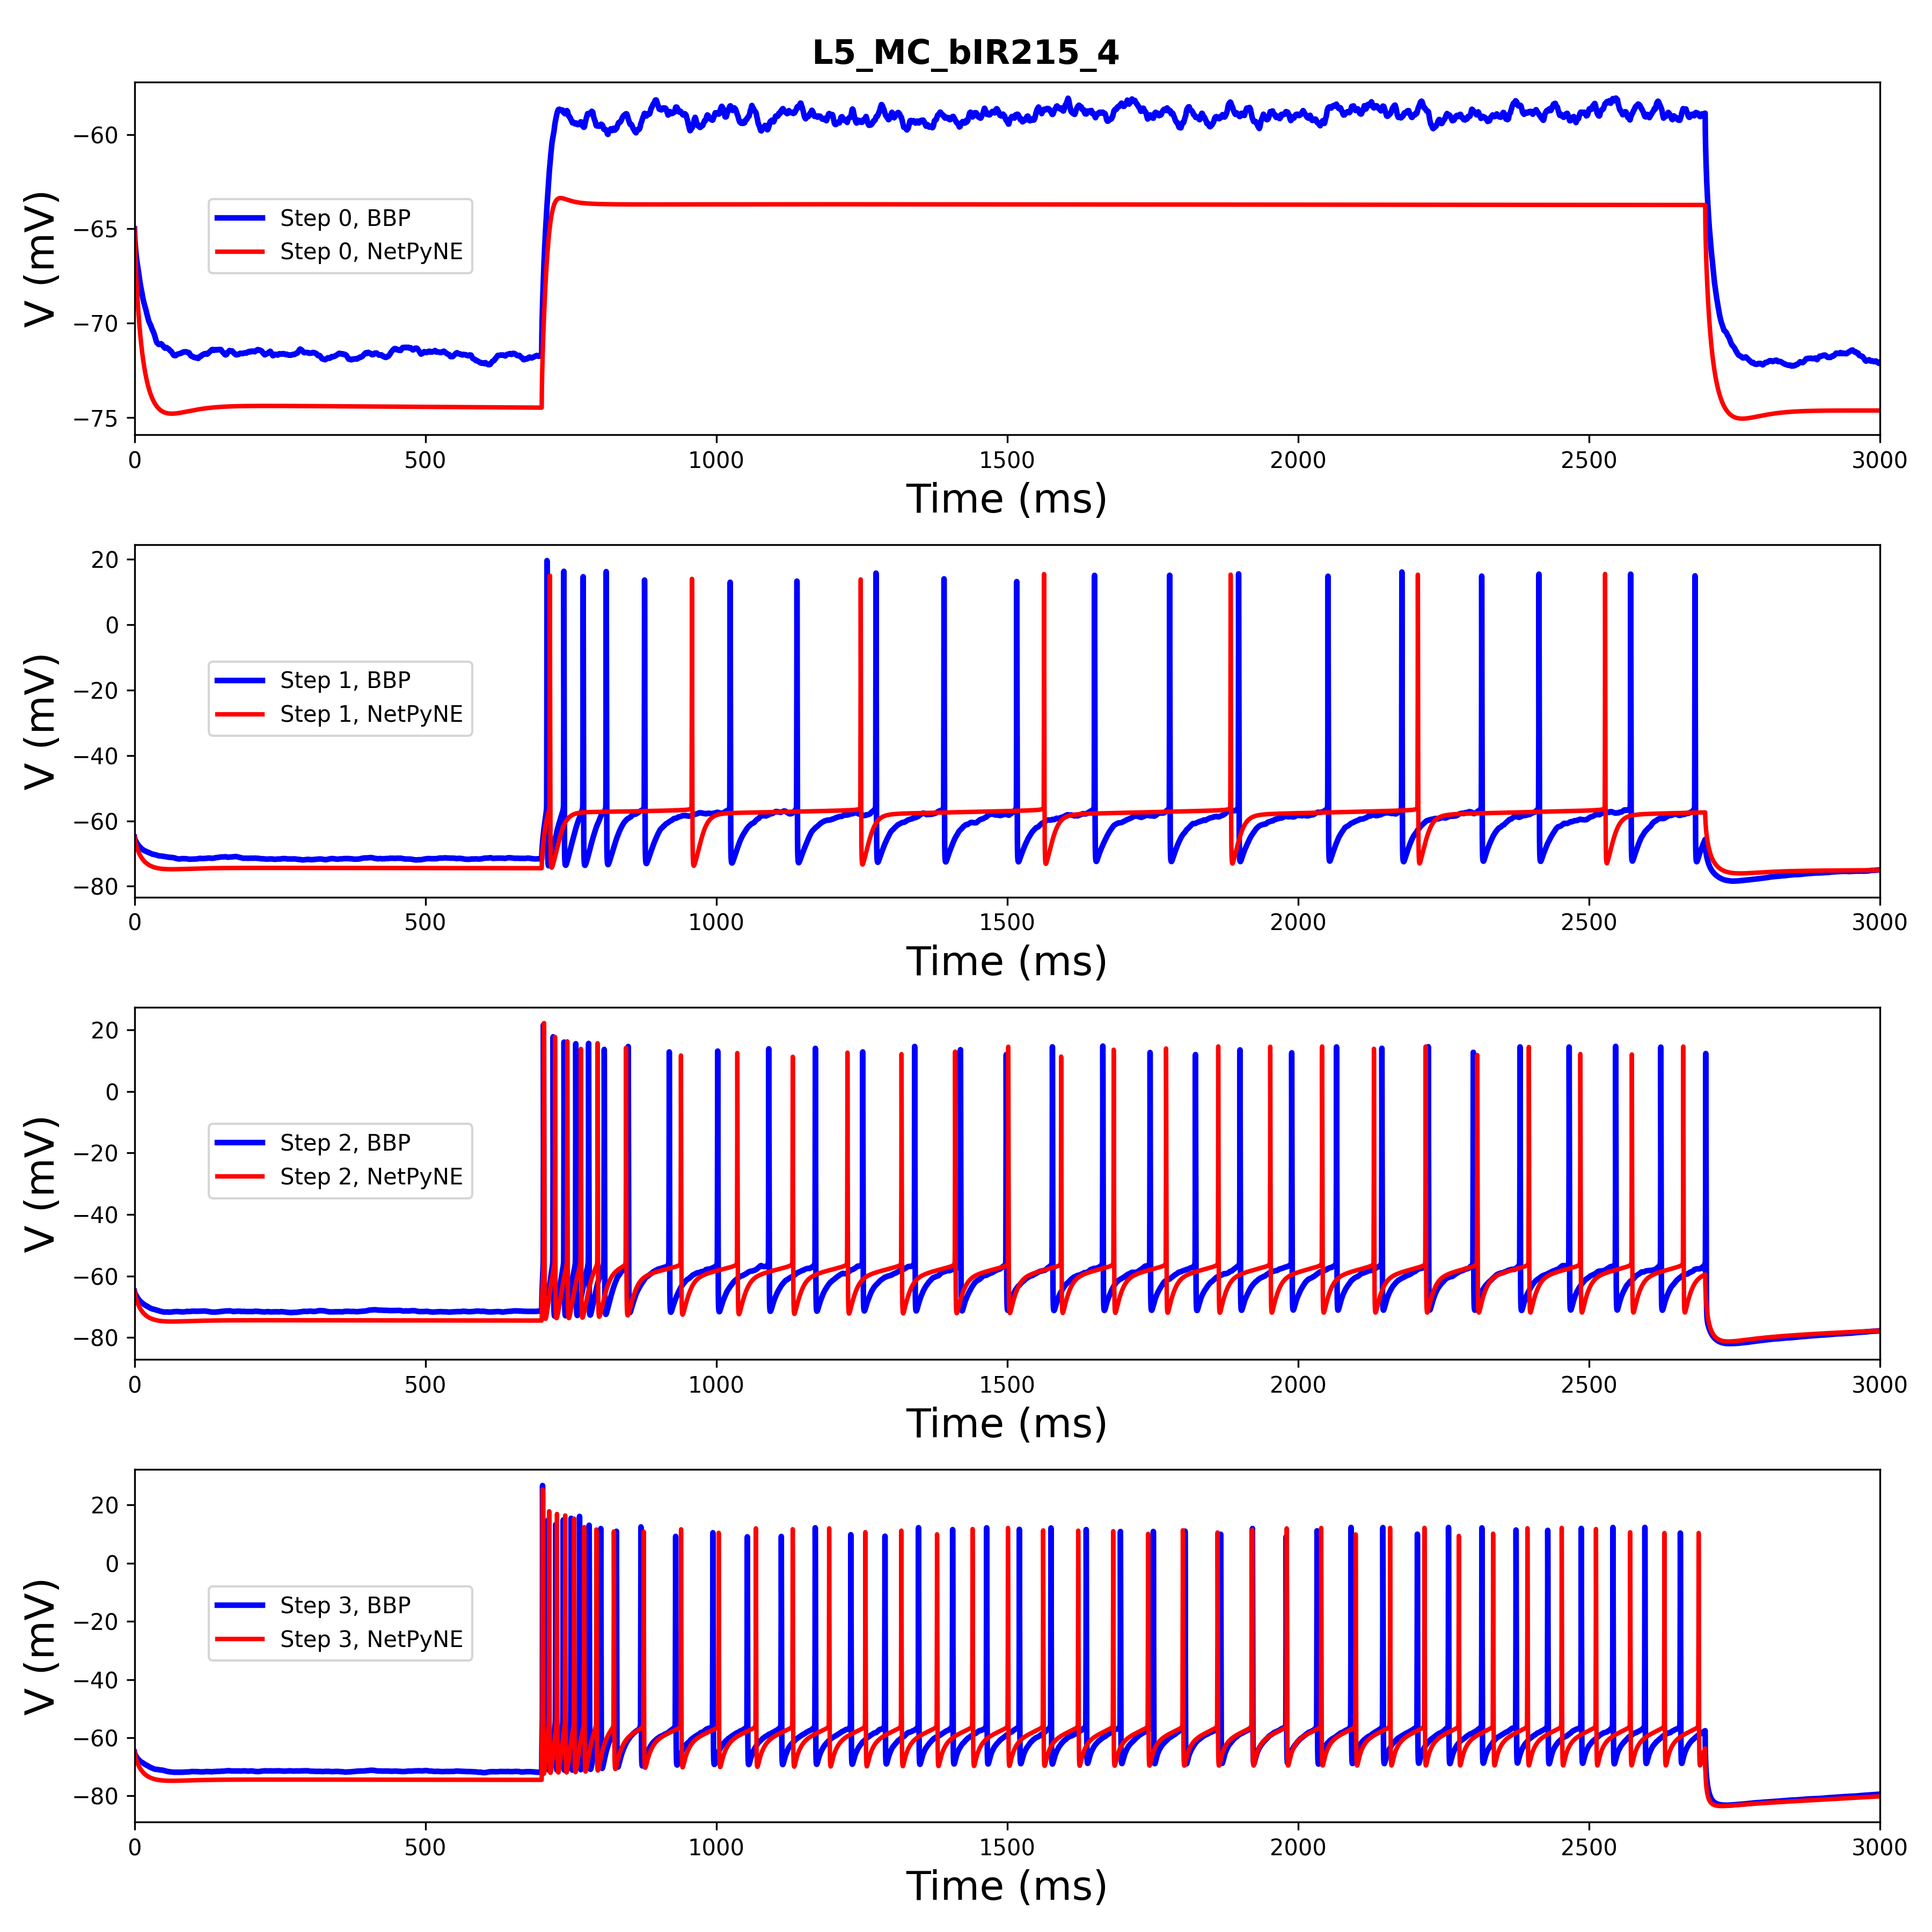 L5_MC_bIR215_4
V (mV)
−60
−65
−70
−75
Step 0, BBP
Step 0, NetPyNE
0 500 1000 1500 2000 2500 3000
Time (ms)
V (mV)
20
0
−20
−40
−60
−80
Step 1, BBP
Step 1, NetPyNE
0 500 1000 1500 2000 2500 3000
Time (ms)
V (mV)
20
0
−20
−40
−60
−80
Step 2, BBP
Step 2, NetPyNE
0 500 1000 1500 2000 2500 3000
Time (ms)
V (mV)
20
0
−20
−40
−60
−80
Step 3, BBP
Step 3, NetPyNE
0 500 1000 1500 2000 2500 3000
Time (ms)